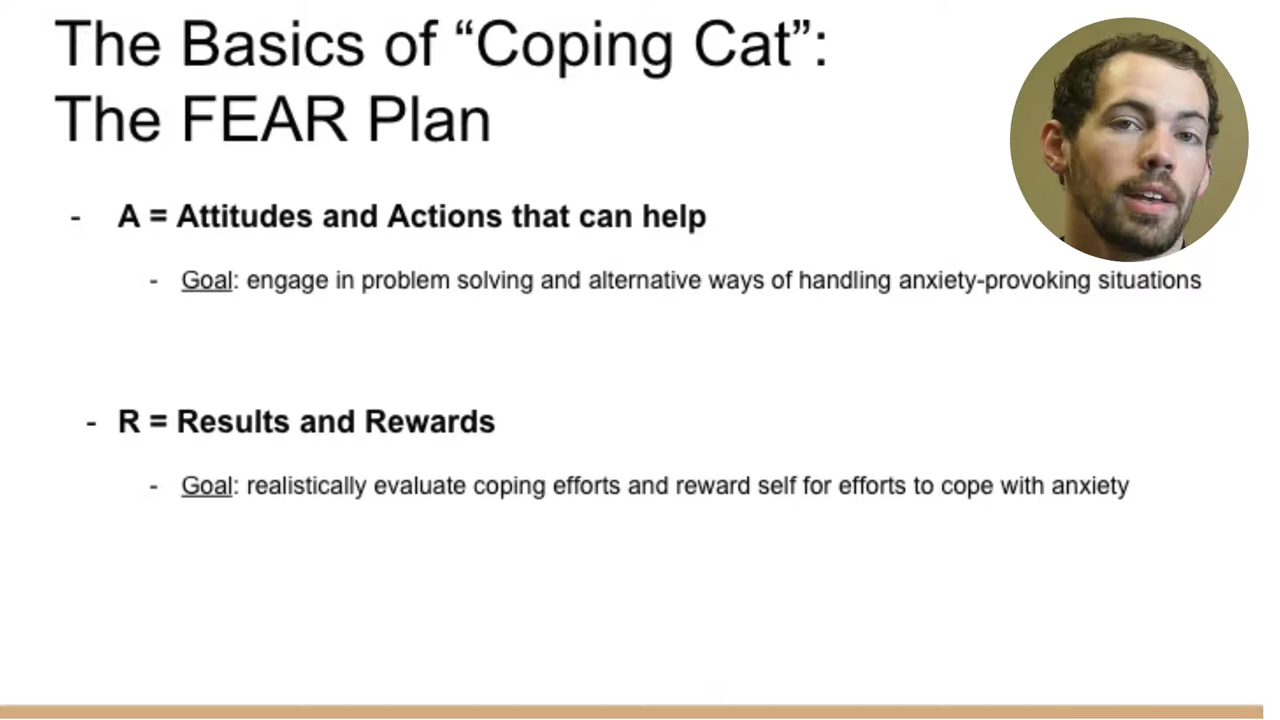 The Basics of “Coping Cat”:
The FEAR Plan
- A = Attitudes and Actions that can help
- Goal: engage in problem solving and alternative ways of handling anxiety-provoking situations
- R = Results and Rewards
- Goal: realistically evaluate coping efforts and reward self for efforts to cope with anxiety